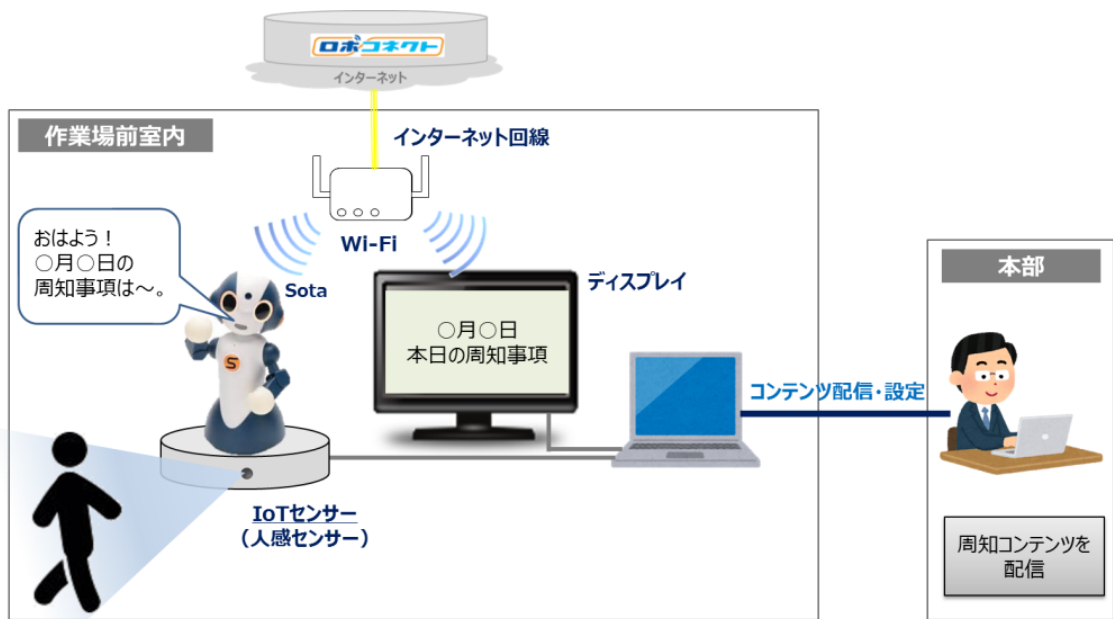 ロボコネクト
インターネット
作業場前室内
インターネット回線
おはよう！
○月○日の
周知事項は～。
Wi-Fi
Sota
ディスプレイ
○月○日
本日の周知事項
S
本部
コンテンツ配信・設定
IoTセンサー
（人感センサー）
周知コンテンツを
配信